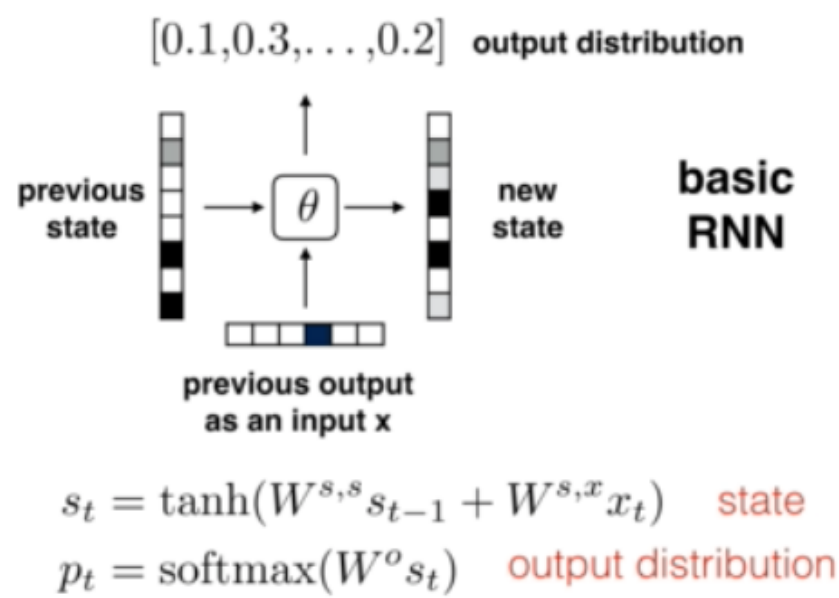 [0.1,0.3,...,0.2] output distribution
previous
state
θ
new
state
basic
RNN
previous output
as an input x
s_t = tanh(W^{s,s} s_{t−1} + W^{s,x} x_t) state
p_t = softmax(W^o s_t) output distribution